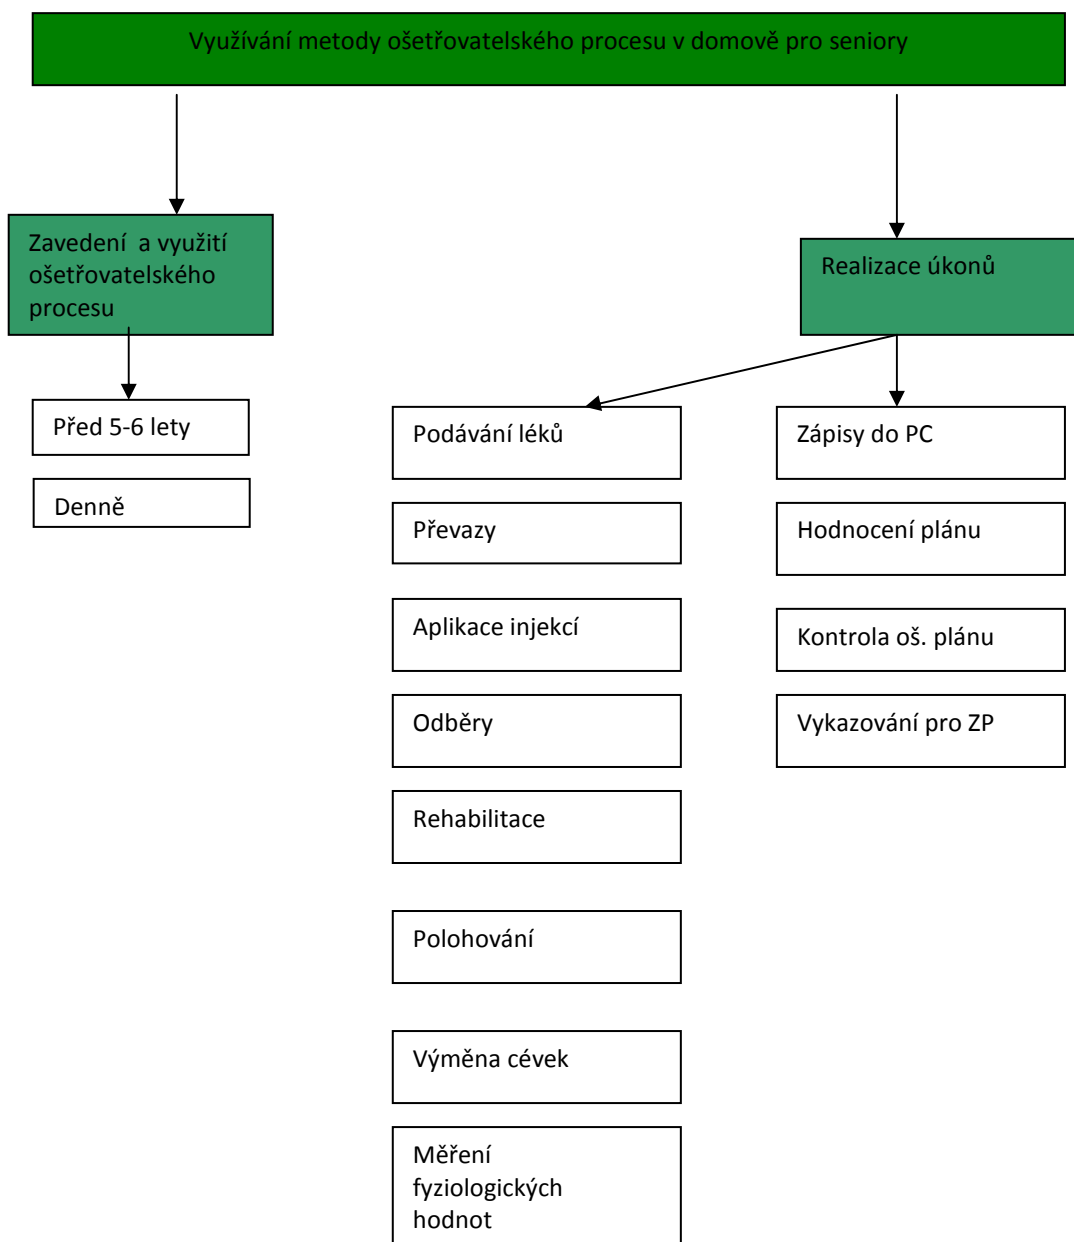 Využívání metody ošetřovatelského procesu v domově pro seniory
Zavedení a využití
ošetřovatelského
procesu
Realizace úkonů
Před 5-6 lety
Denně
Podávání léků
Převazy
Aplikace injekcí
Odběry
Rehabilitace
Polohování
Výměna cévek
Měření
fyziologických
hodnot
Zápisy do PC
Hodnocení plánu
Kontrola oš. plánu
Vykazování pro ZP